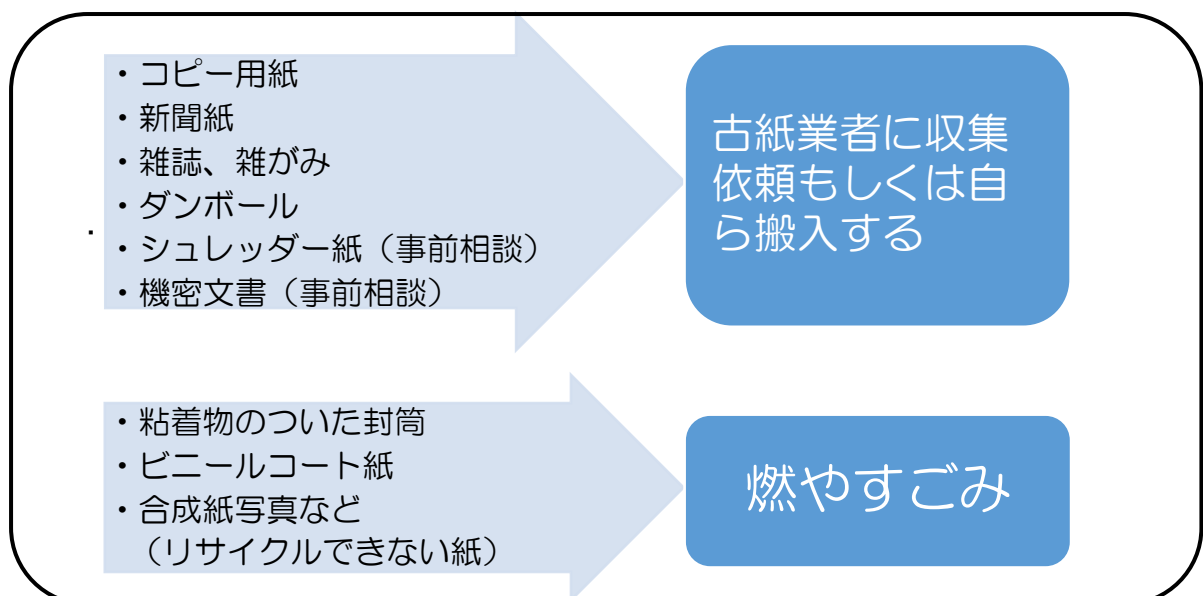 ・コピー用紙
・新聞紙
・雑誌、雑がみ
・ダンボール
・シュレッダー紙（事前相談）
・機密文書（事前相談）
古紙業者に収集
依頼もしくは自
ら搬入する
・粘着物のついた封筒
・ビニールコート紙
・合成紙写真など
（リサイクルできない紙）
燃やすごみ